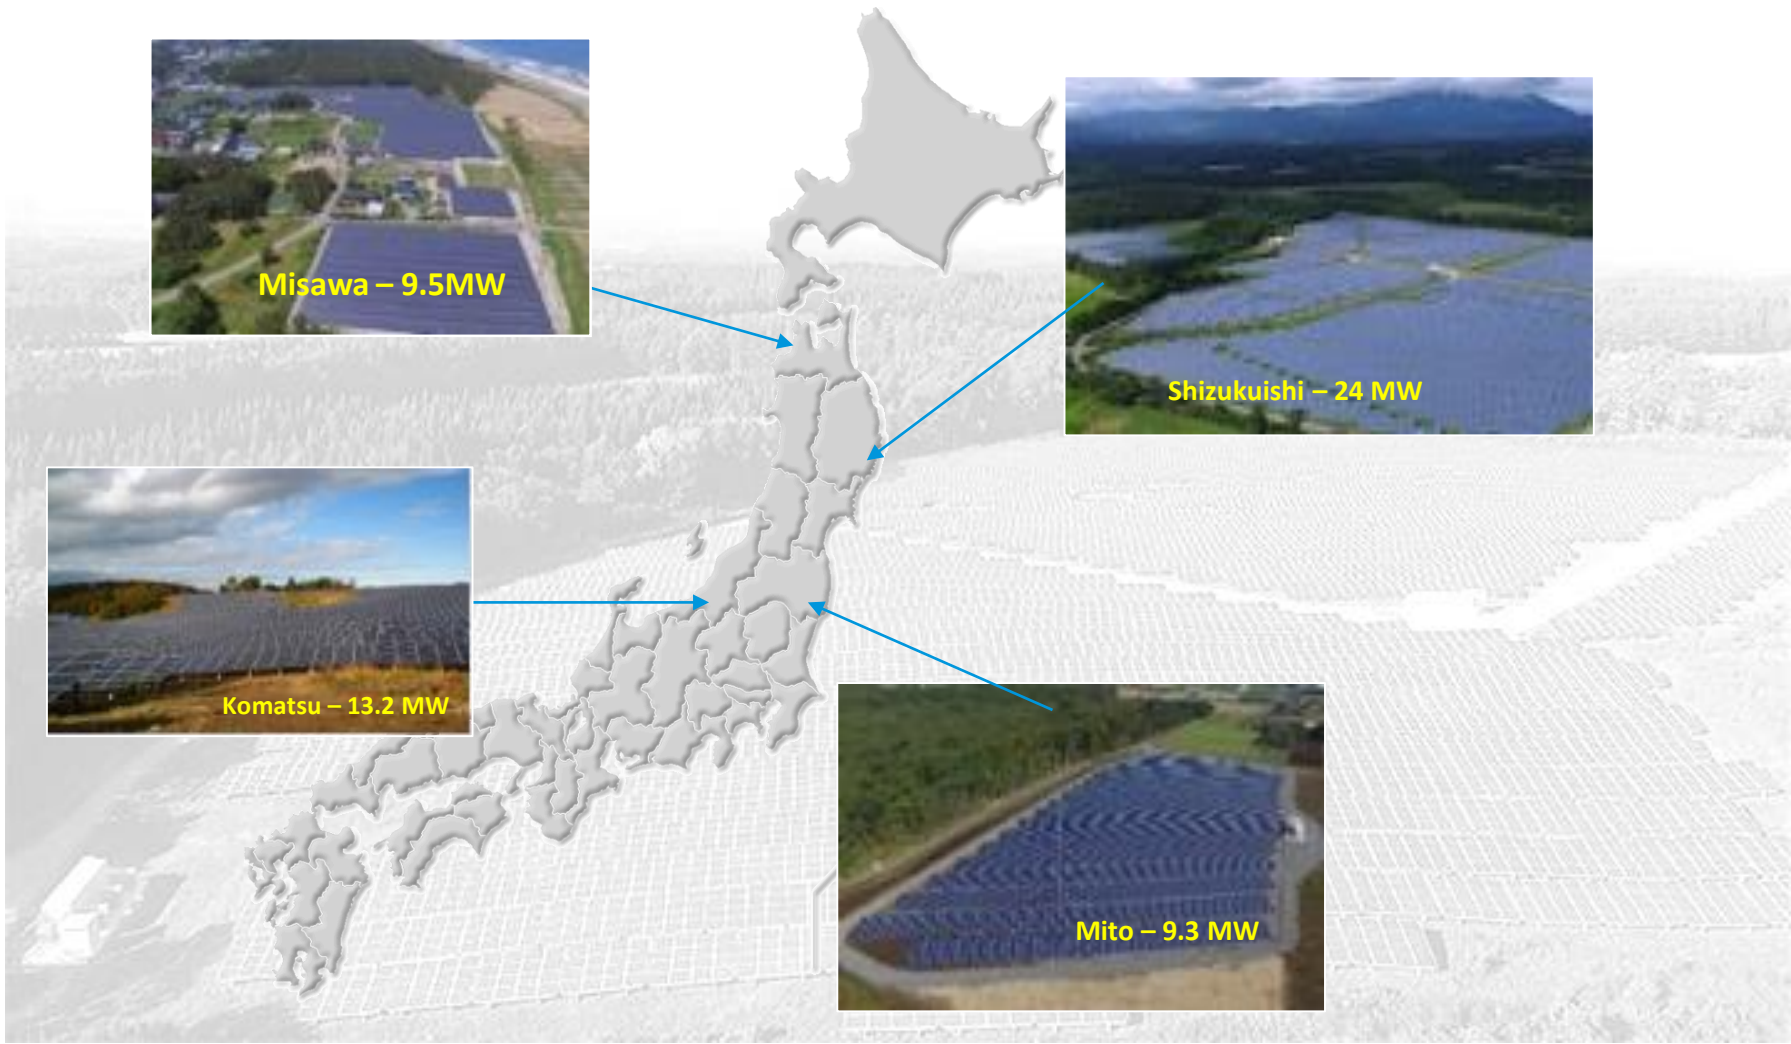 Misawa – 9.5MW
Shizukuishi – 24 MW
Komatsu – 13.2 MW
Mito – 9.3 MW